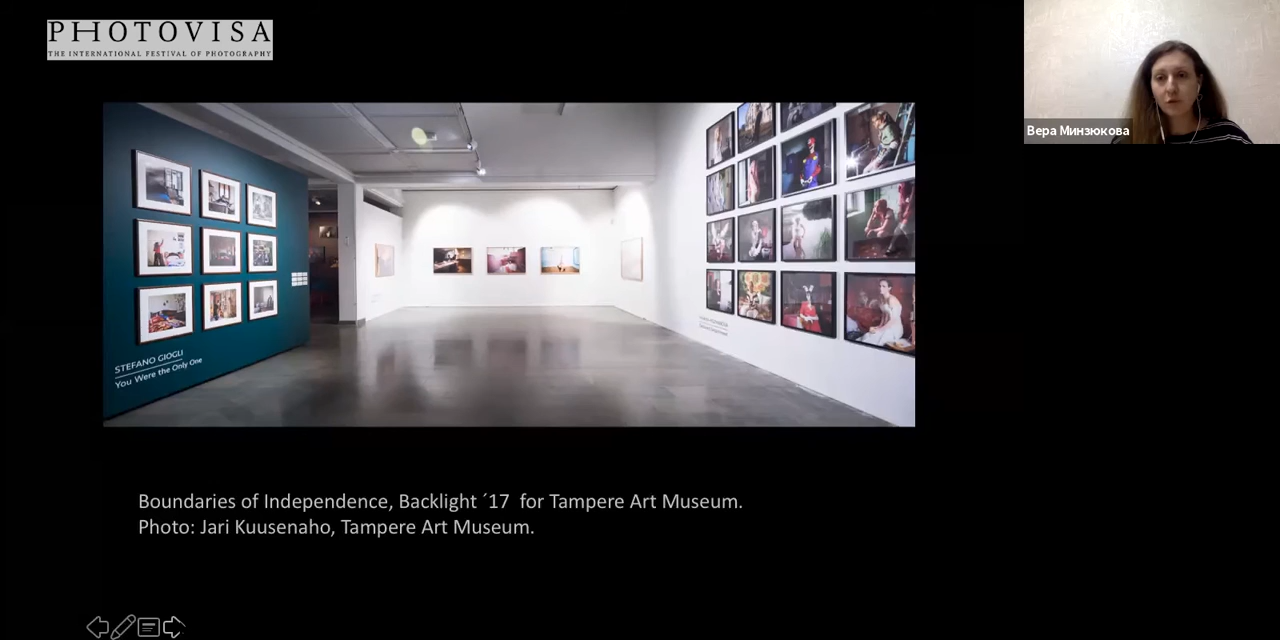 PHOTOVISA
THE INTERNATIONAL FESTIVAL OF PHOTOGRAPHY
Вера Минзюкова
STEFANO GIOGLI
You Were the Only One
Boundaries of Independence, Backlight ´17 for Tampere Art Museum.
Photo: Jari Kuusenaho, Tampere Art Museum.